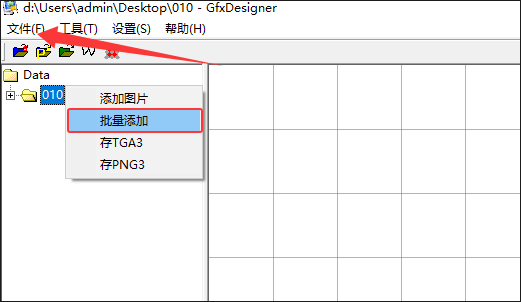 d:\Users\admin\Desktop\010 - GfxDesigner
文件(F) 工具(T) 设置(S) 帮助(H)
Data
010
添加图片
批量添加
存TGA3
存PNG3